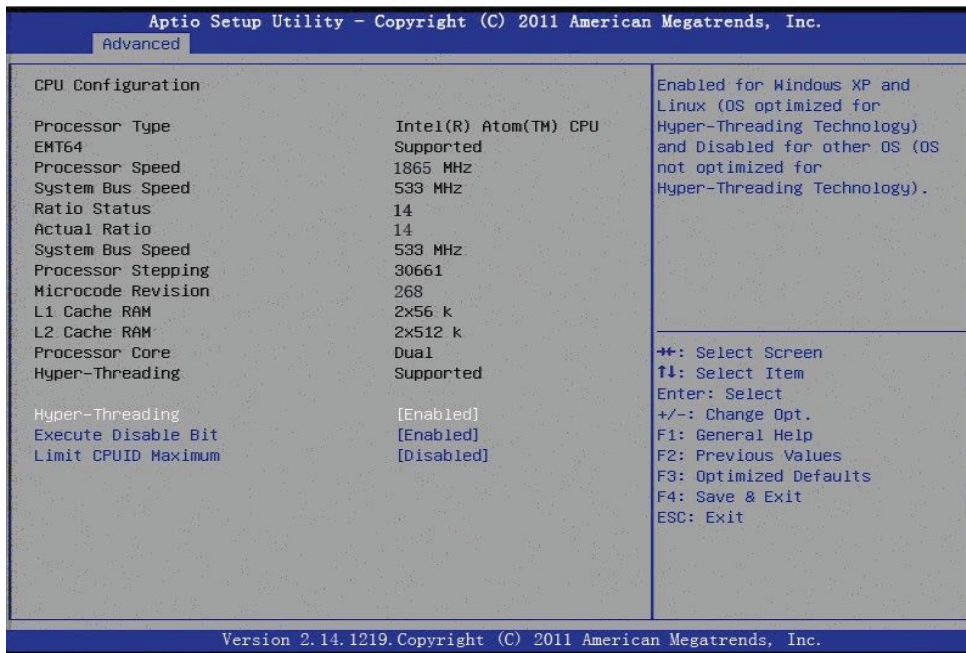 Aptio Setup Utility - Copyright (C) 2011 American Megatrends, Inc.
Advanced
CPU Configuration
Processor Type Intel(R) Atom(TM) CPU
EMT64 Supported
Processor Speed 1865 MHz
System Bus Speed 533 MHz
Ratio Status 14
Actual Ratio 14
System Bus Speed 533 MHz
Processor Stepping 30661
Microcode Revision 268
L1 Cache RAM 2x56 k
L2 Cache RAM 2x512 k
Processor Core Dual
Hyper-Threading Supported
Hyper-Threading [Enabled]
Execute Disable Bit [Enabled]
Limit CPUID Maximum [Disabled]
Enabled for Windows XP and
Linux (OS optimized for
Hyper-Threading Technology)
and Disabled for other OS (OS
not optimized for
Hyper-Threading Technology).
→←: Select Screen
↑↓: Select Item
Enter: Select
+/-: Change Opt.
F1: General Help
F2: Previous Values
F3: Optimized Defaults
F4: Save & Exit
ESC: Exit
Version 2.14.1219.Copyright (C) 2011 American Megatrends, Inc.